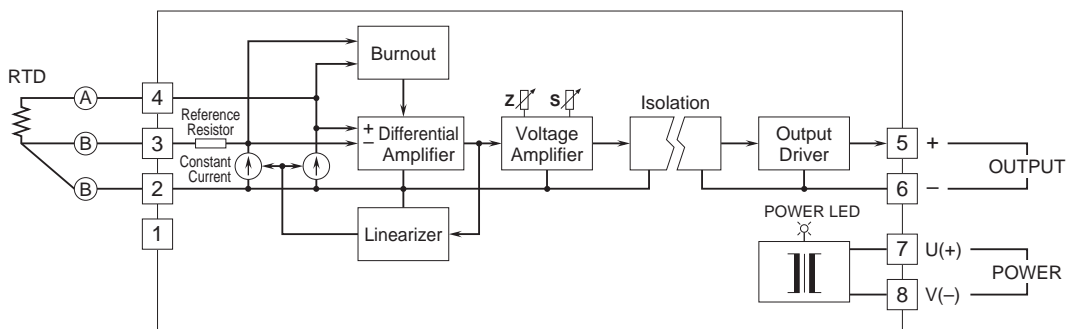 Burnout
RTD
A
4
Z
S
Isolation
Reference
Resistor
+
−
Differential
Amplifier
Voltage
Amplifier
Output
Driver
5
+
B
3
Constant
Current
OUTPUT
B
2
6
−
1
Linearizer
POWER LED
7
U(+)
POWER
8
V(−)